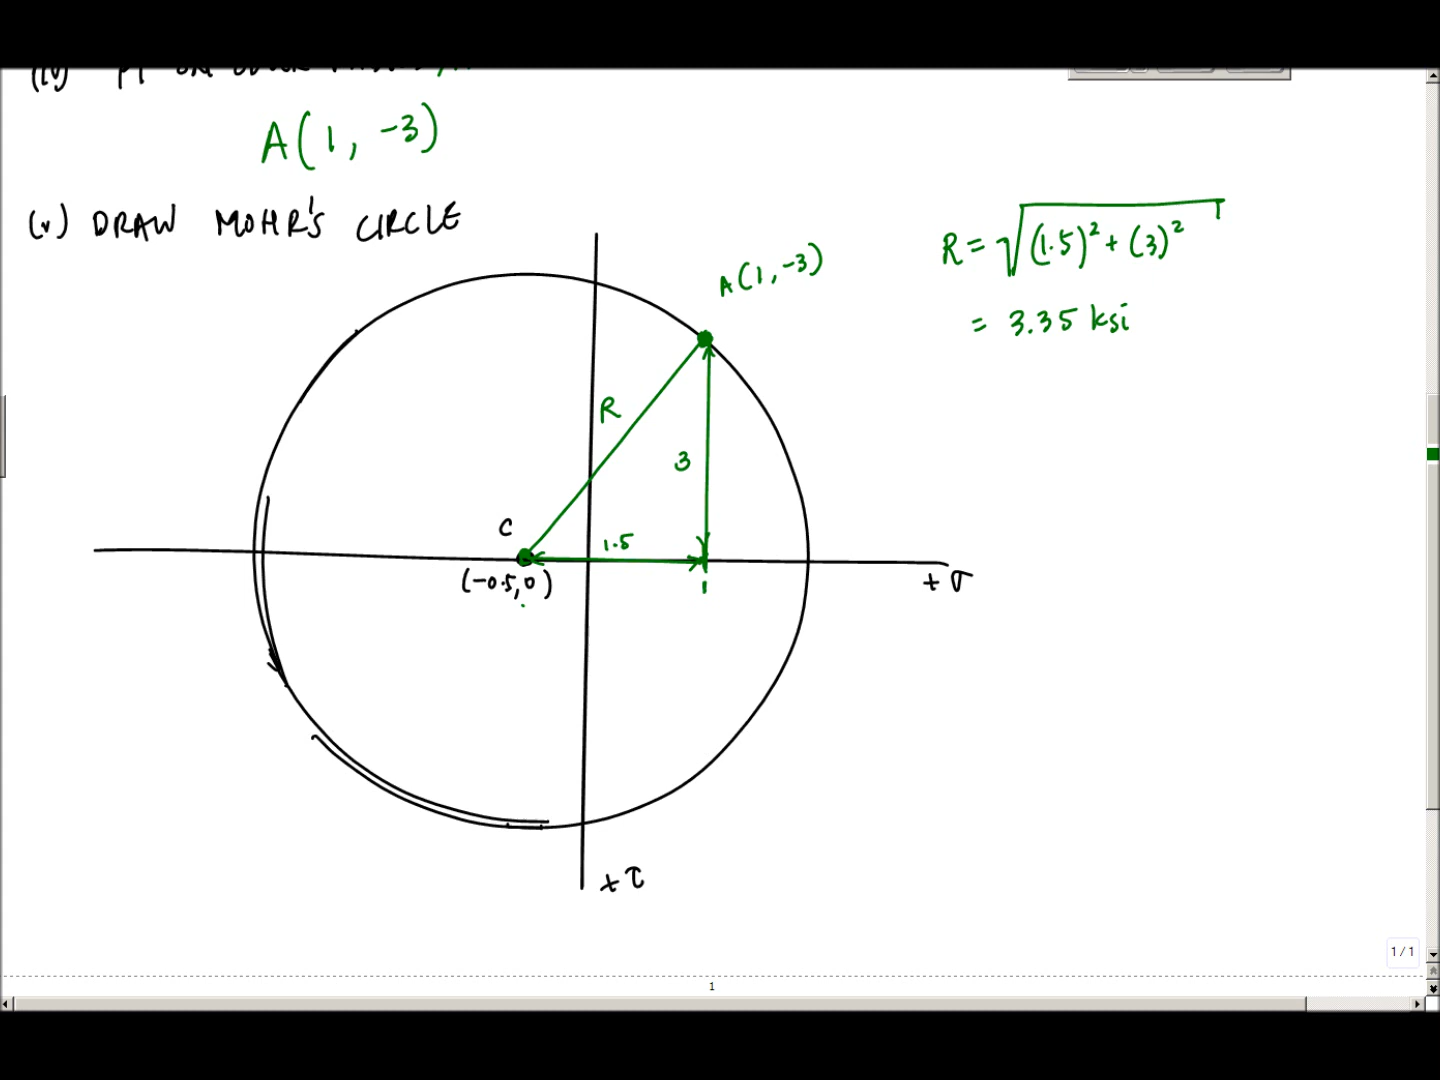 A(1, -3)
(v) DRAW MOHR'S CIRCLE
R = √(1.5)² + (3)²
= 3.35 ksi
A(1, -3)
R
3
C
1.5
(-0.5, 0)
1
+ σ
+ τ
1 / 1
1